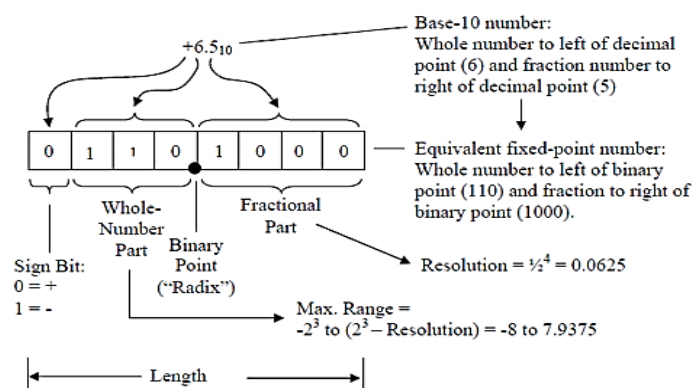 +6.5₁₀
Base-10 number:
Whole number to left of decimal
point (6) and fraction number to
right of decimal point (5)
0 1 1 0 1 0 0 0
Equivalent fixed-point number:
Whole number to left of binary
point (110) and fraction to right of
binary point (1000).
Whole-
Number
Part
Fractional
Part
Binary
Point
("Radix")
Sign Bit:
0 = +
1 = -
Resolution = ½⁴ = 0.0625
Max. Range =
-2³ to (2³ – Resolution) = -8 to 7.9375
Length